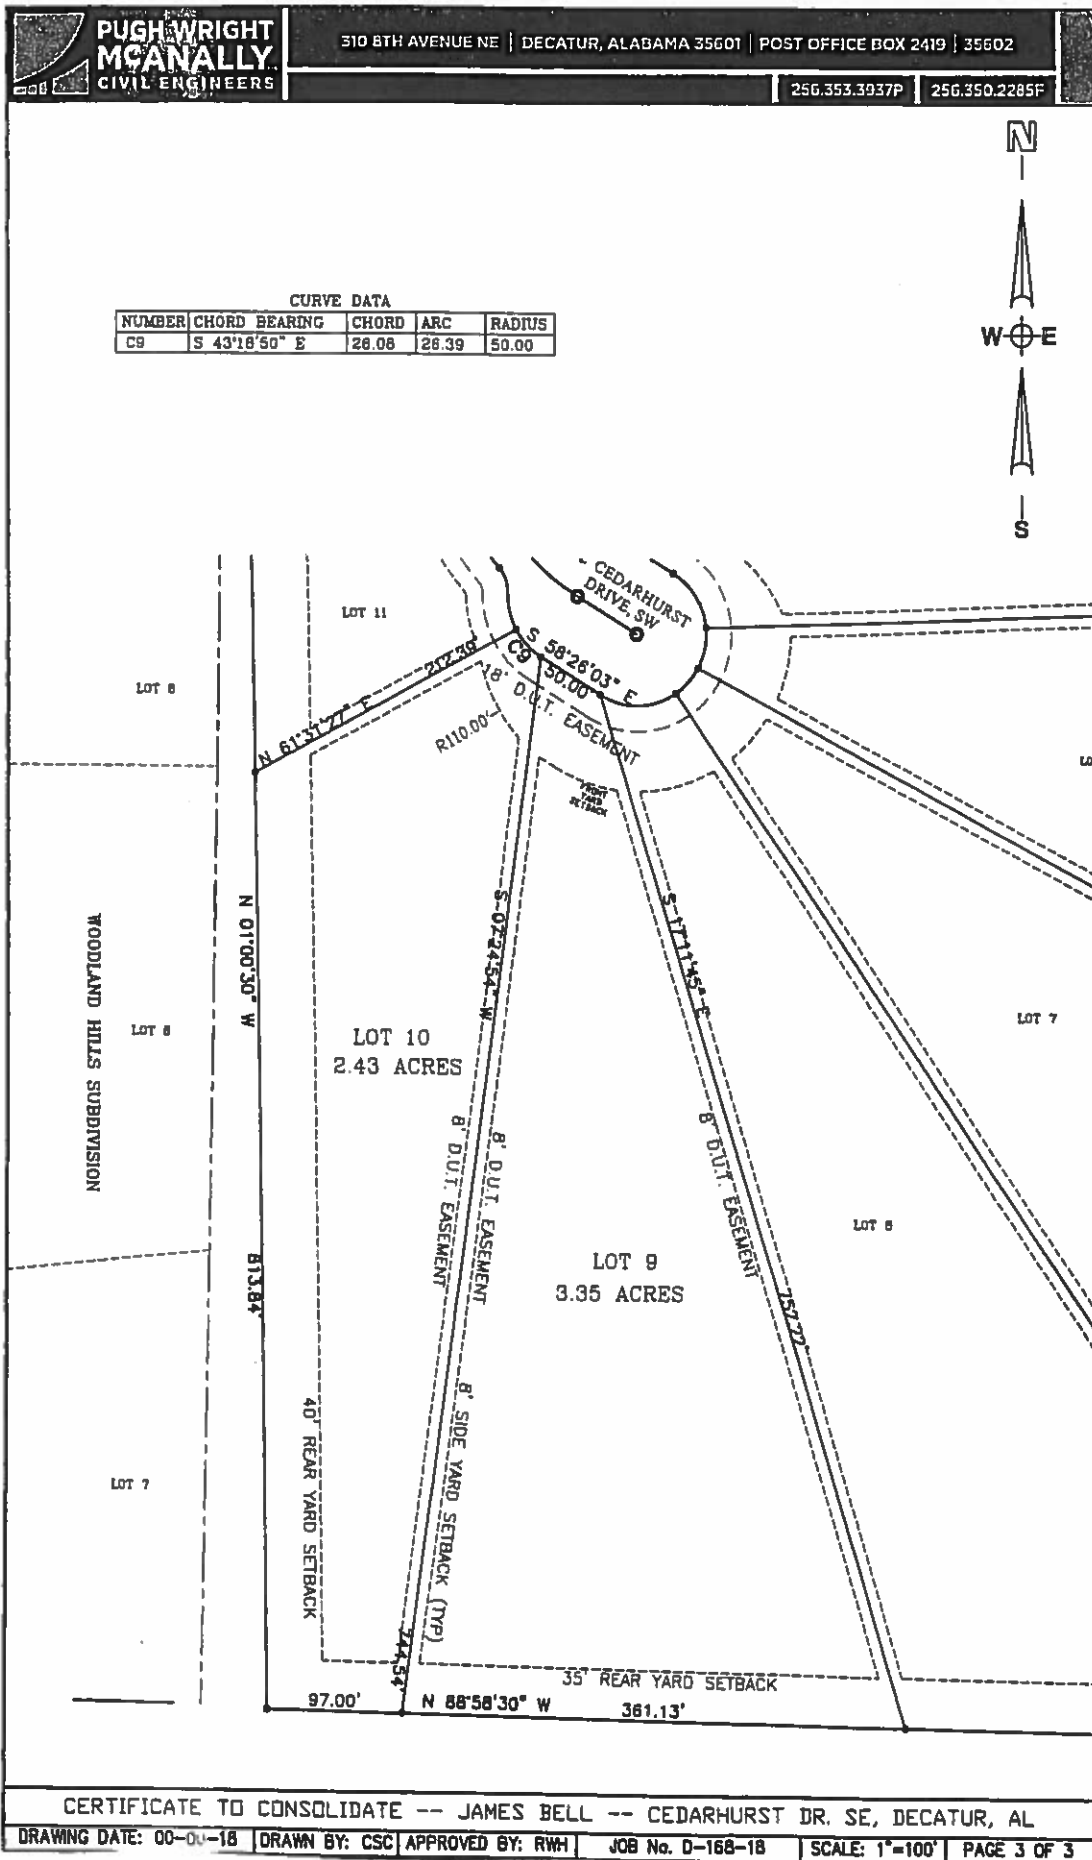 PUGH WRIGHT
MCANALLY
CIVIL ENGINEERS
310 8TH AVENUE NE | DECATUR, ALABAMA 35601 | POST OFFICE BOX 2419 | 35602
256.353.3937P | 256.350.2285F
N
W E
S
CURVE DATA
NUMBER CHORD BEARING CHORD ARC RADIUS
C9 S 43°18'50" E 26.08 26.39 50.00
CEDARHURST
DRIVE, SW
LOT 11
LOT 8
N 61°31'27" E 212.39'
C9
S 58°26'03" E
50.00'
18' D.U.T. EASEMENT
R110.00'
FRONT
YARD
SETBACK
N 01°00'30" W
813.84'
S 07°24'54" W
744.54'
S 17°11'45" E
757.22'
WOODLAND HILLS SUBDIVISION
LOT 7
LOT 10
2.43 ACRES
LOT 7
8' D.U.T. EASEMENT
8' D.U.T. EASEMENT
8' D.U.T. EASEMENT
LOT 9
3.35 ACRES
40' REAR YARD SETBACK
8' SIDE YARD SETBACK (TYP)
35' REAR YARD SETBACK
97.00'
N 88°58'30" W
361.13'
CERTIFICATE TO CONSOLIDATE -- JAMES BELL -- CEDARHURST DR. SE, DECATUR, AL
DRAWING DATE: DRAWN BY: CSC APPROVED BY: RWH JOB No. D-168-18 SCALE: 1"=100' PAGE 3 OF 3